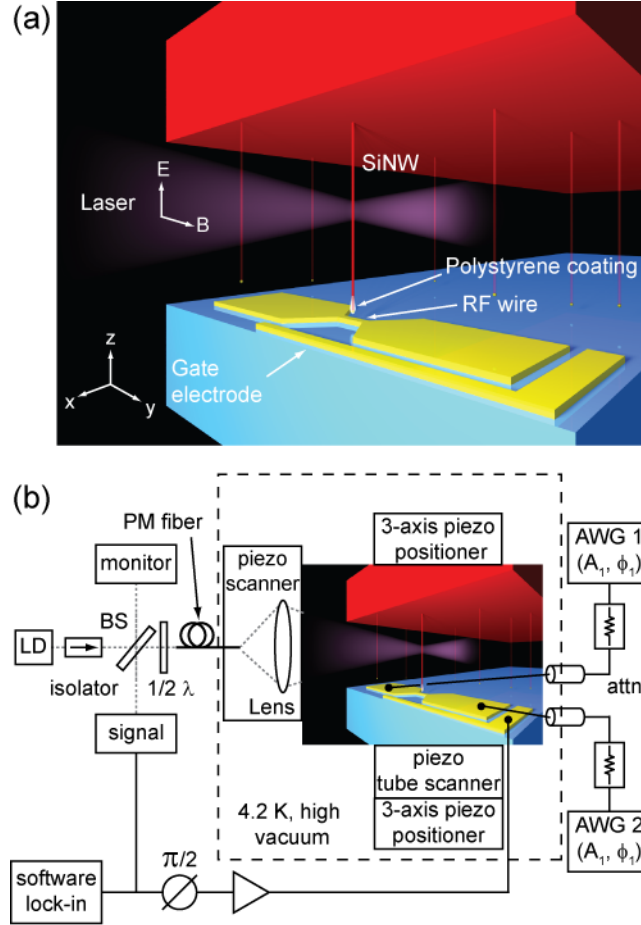 (a)
SiNW
E
Laser
B
Polystyrene coating
RF wire
Gate
electrode
z
x
y
(b)
PM fiber
3-axis piezo
positioner
AWG 1
(A₁, ϕ₁)
monitor
piezo
scanner
BS
LD
isolator
1/2 λ
Lens
attn
signal
piezo
tube scanner
3-axis piezo
positioner
4.2 K, high
vacuum
AWG 2
(A₁, ϕ₁)
π/2
software
lock-in